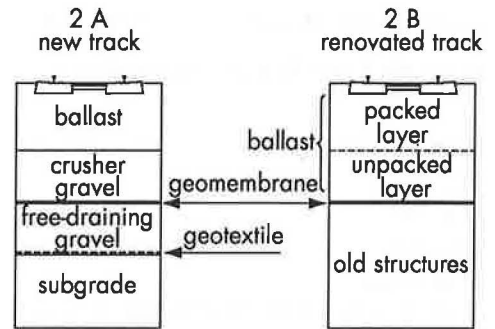 2 A
new track
2 B
renovated track
ballast
crusher
gravel
free-draining
gravel
subgrade
ballast
geomembrane
geotextile
packed
layer
unpacked
layer
old structures